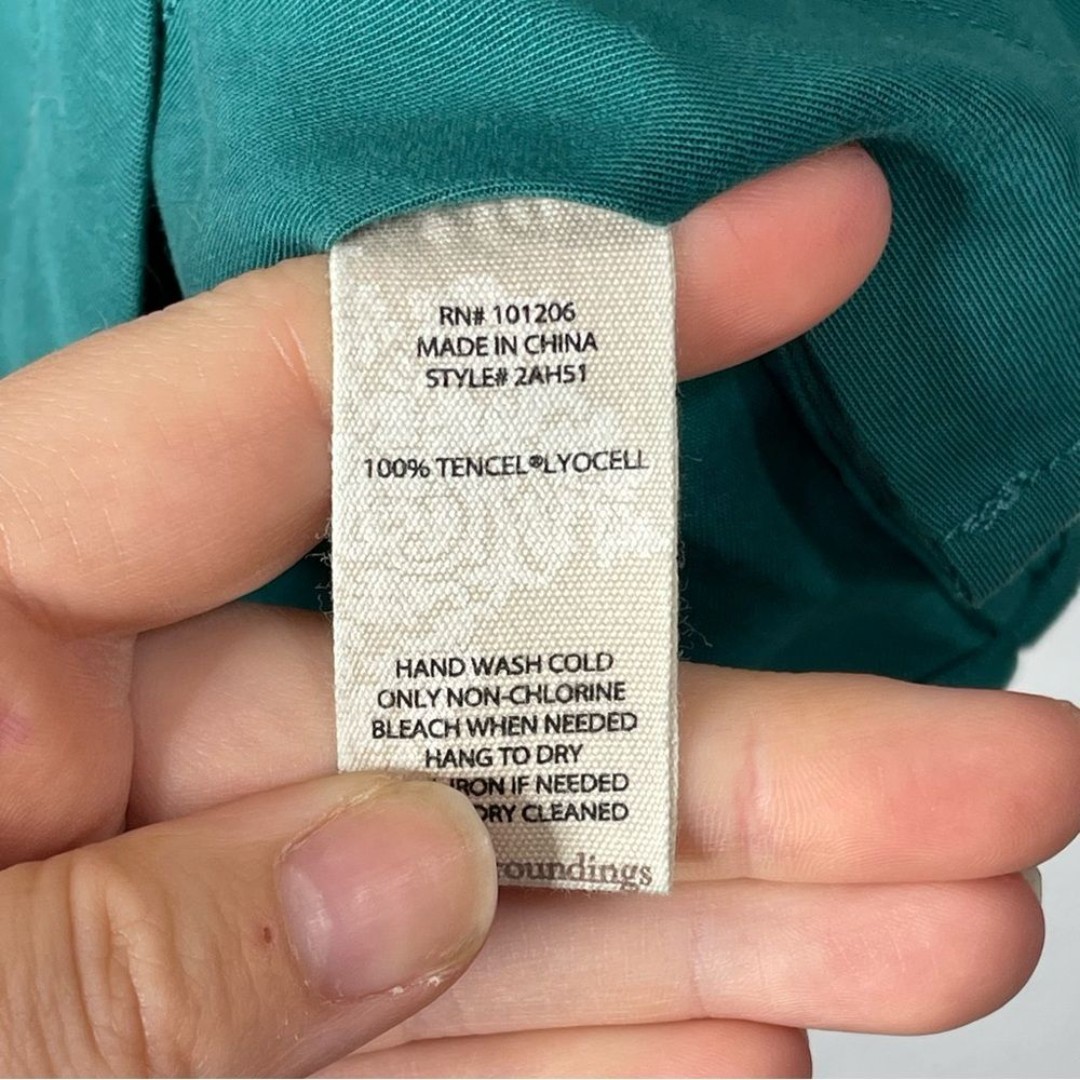 RN# 101206
MADE IN CHINA
STYLE# 2AH51
100% TENCEL®LYOCELL
HAND WASH COLD
ONLY NON-CHLORINE
BLEACH WHEN NEEDED
HANG TO DRY
IRON IF NEEDED
DRY CLEANED
roundings